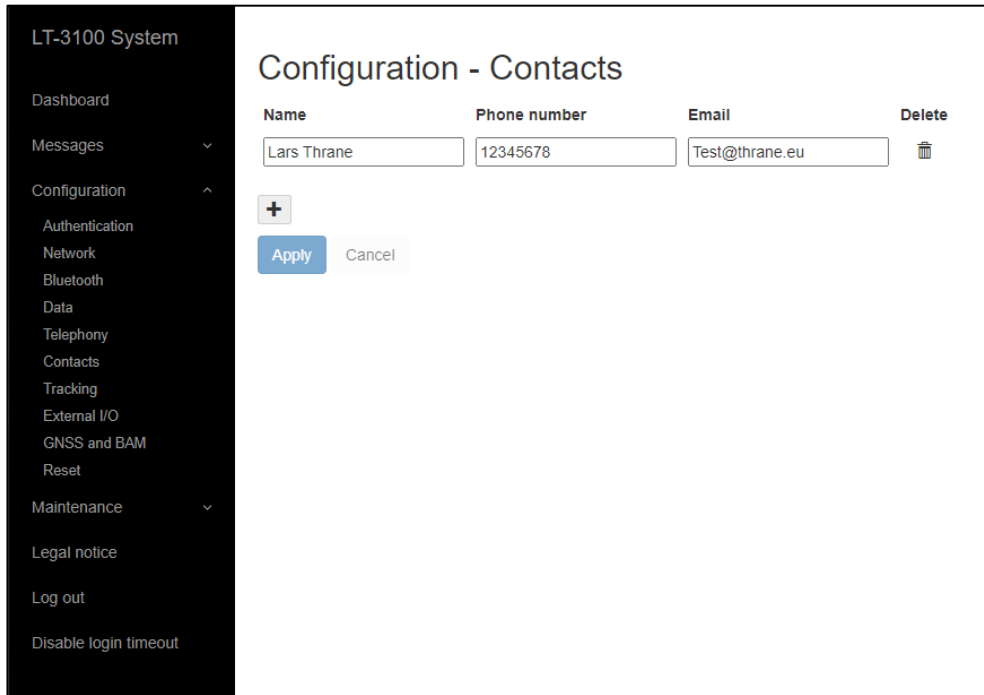 LT-3100 System
Dashboard
Messages
Configuration
Authentication
Network
Bluetooth
Data
Telephony
Contacts
Tracking
External I/O
GNSS and BAM
Reset
Maintenance
Legal notice
Log out
Disable login timeout
Configuration - Contacts
Name Phone number Email Delete
Lars Thrane 12345678 Test@thrane.eu
+
Apply Cancel